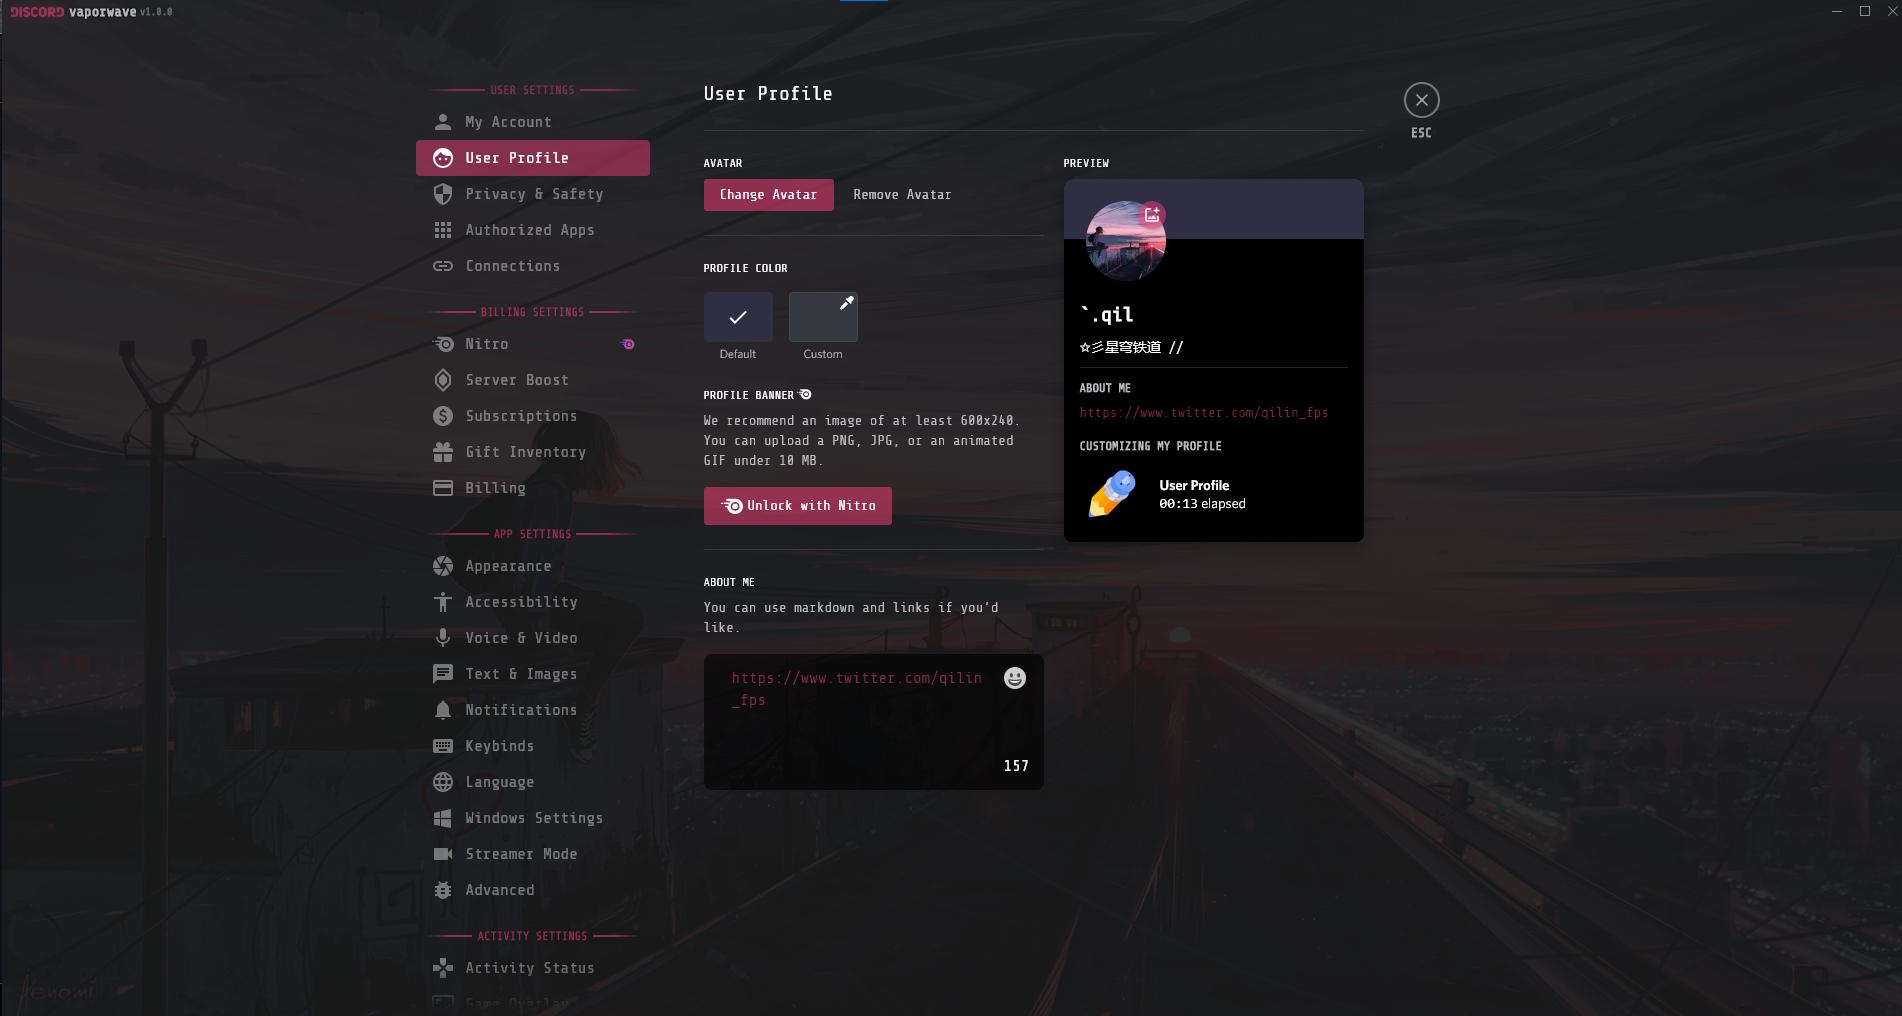 DISCORD vaporwave v1.0.0
USER SETTINGS
My Account
User Profile
Privacy & Safety
Authorized Apps
Connections
BILLING SETTINGS
Nitro
Server Boost
Subscriptions
Gift Inventory
Billing
APP SETTINGS
Appearance
Accessibility
Voice & Video
Text & Images
Notifications
Keybinds
Language
Windows Settings
Streamer Mode
Advanced
ACTIVITY SETTINGS
Activity Status
Game Overlay
User Profile
ESC
AVATAR
Change Avatar Remove Avatar
PROFILE COLOR
Default Custom
PROFILE BANNER
We recommend an image of at least 600x240.
You can upload a PNG, JPG, or an animated
GIF under 10 MB.
Unlock with Nitro
ABOUT ME
You can use markdown and links if you'd
like.
https://www.twitter.com/qilin
_fps
157
PREVIEW
`.qil
☆彡星穹铁道 //
ABOUT ME
https://www.twitter.com/qilin_fps
CUSTOMIZING MY PROFILE
User Profile
00:13 elapsed